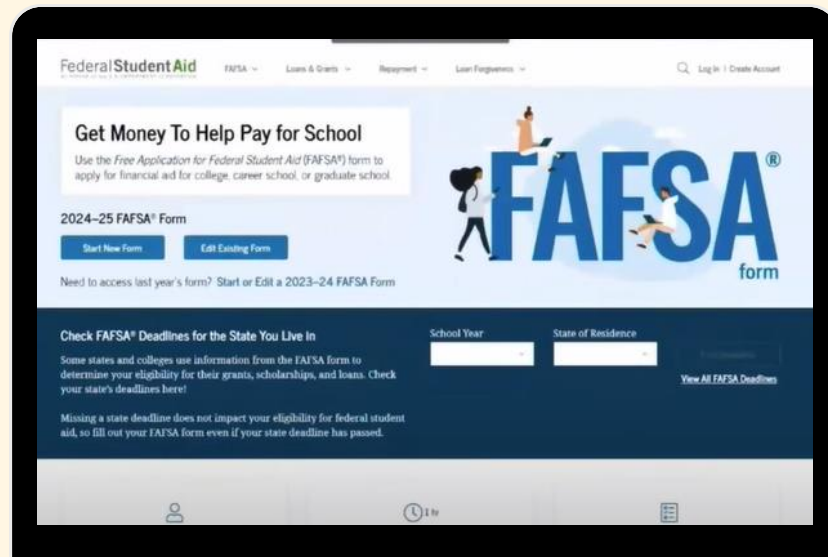 Federal Student Aid
FAFSA
Loans & Grants
Repayment
Loan Forgiveness
Log In | Create Account
Get Money To Help Pay for School
Use the Free Application for Federal Student Aid (FAFSA®) form to
apply for financial aid for college, career school, or graduate school.
FAFSA®
form
2024–25 FAFSA® Form
Start New Form
Edit Existing Form
Need to access last year's form? Start or Edit a 2023–24 FAFSA Form
Check FAFSA® Deadlines for the State You Live In
Some states and colleges use information from the FAFSA form to
determine your eligibility for their grants, scholarships, and loans. Check
your state's deadlines here!
Missing a state deadline does not impact your eligibility for federal student
aid, so fill out your FAFSA form even if your state deadline has passed.
School Year
State of Residence
View All FAFSA Deadlines
1 hr